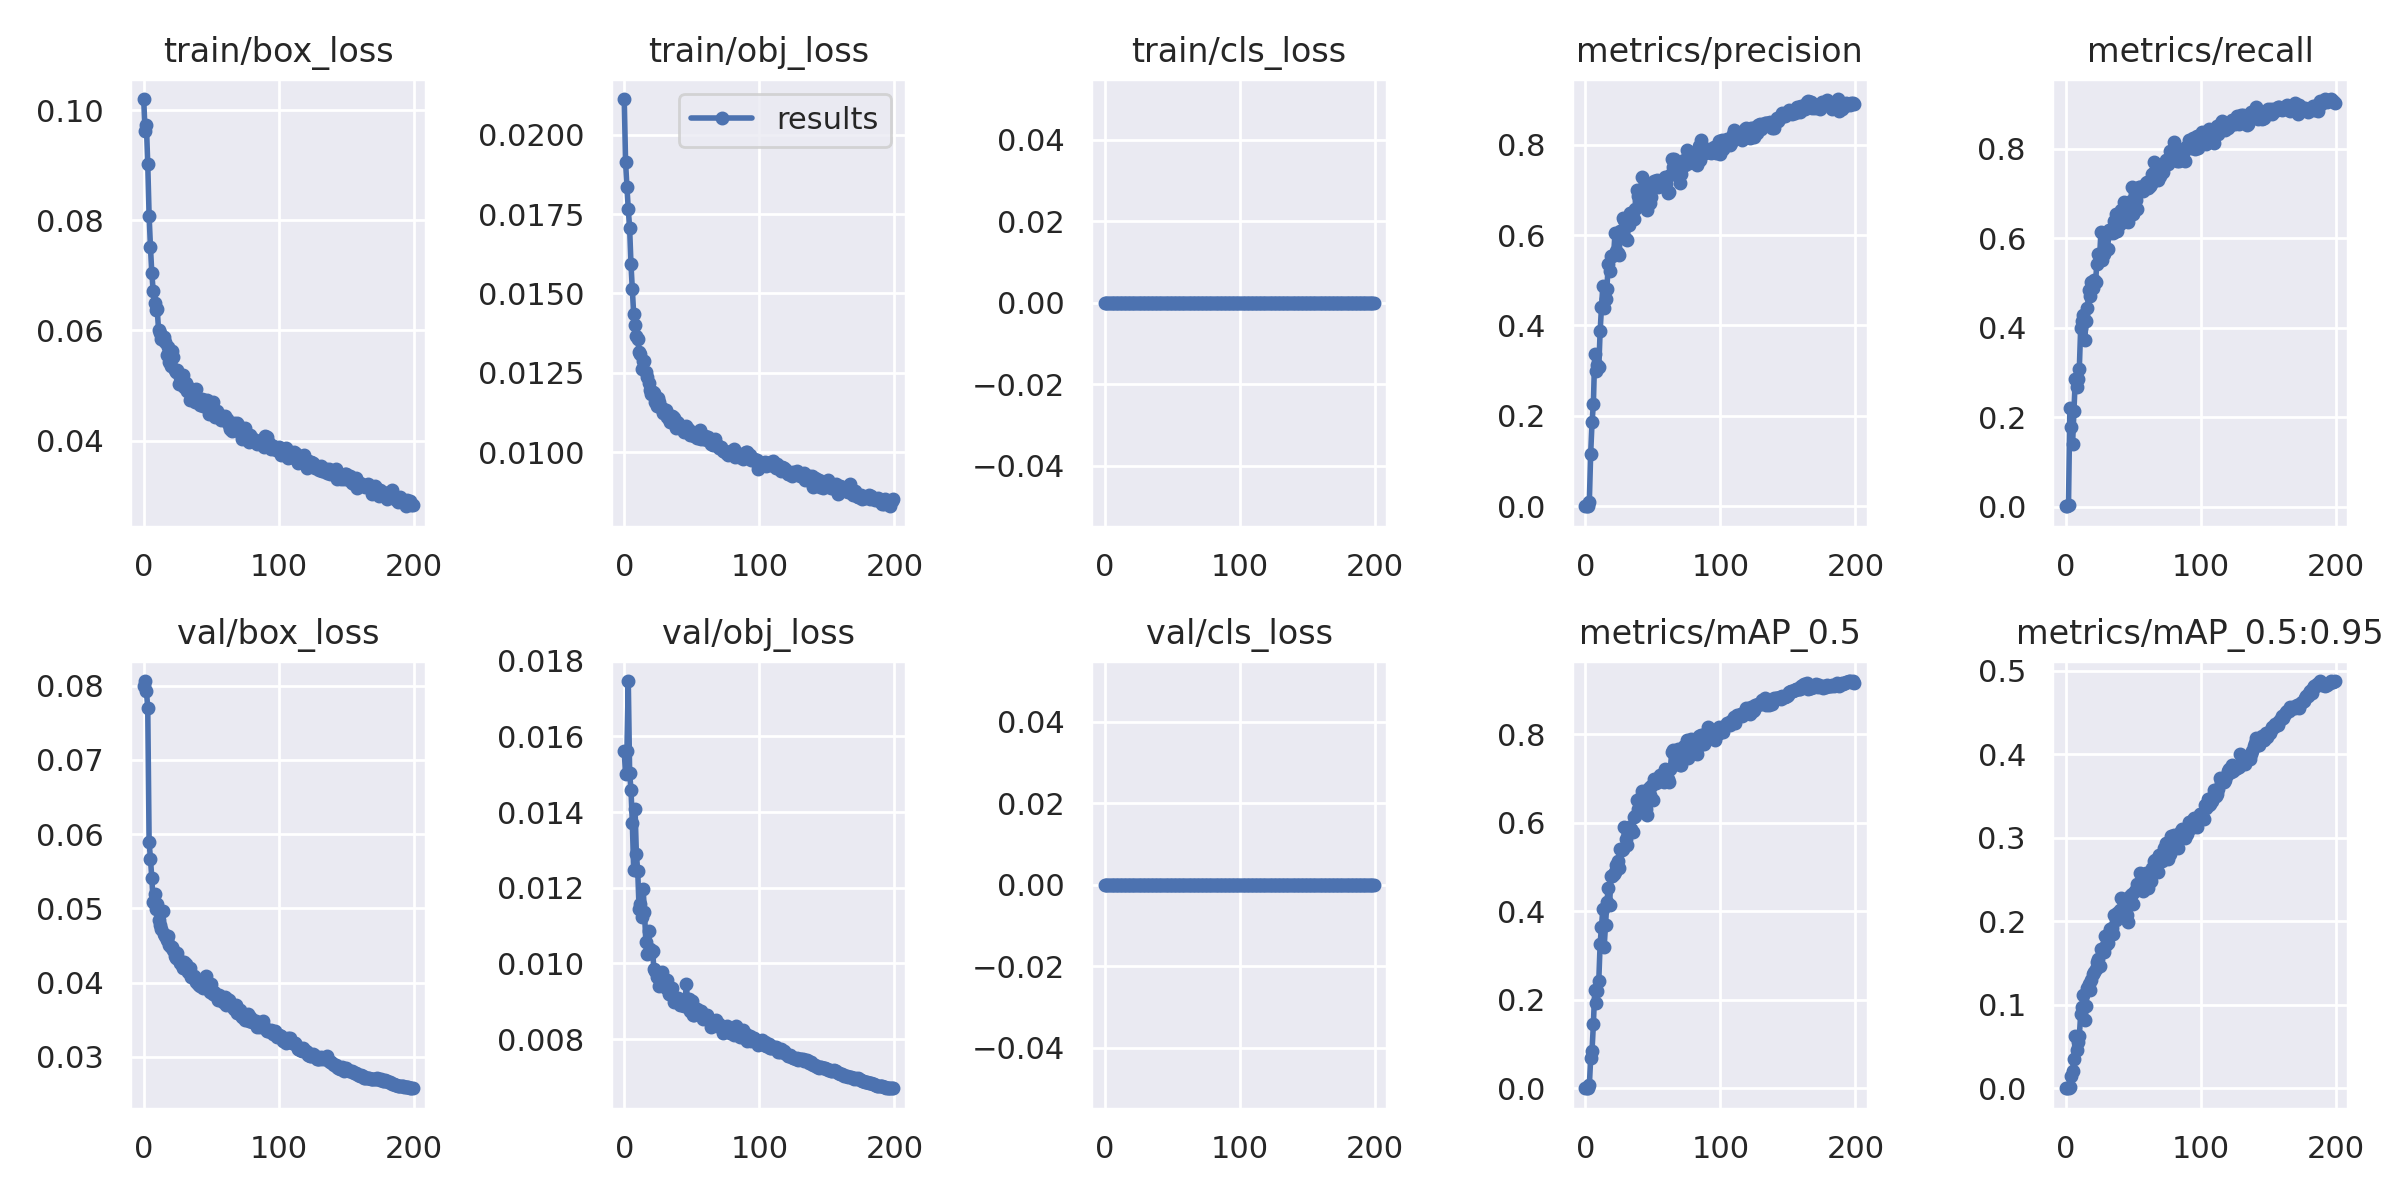 train/box_loss
0.10
0.08
0.06
0.04
0 100 200
train/obj_loss
results
0.0200
0.0175
0.0150
0.0125
0.0100
0 100 200
train/cls_loss
0.04
0.02
0.00
−0.02
−0.04
0 100 200
metrics/precision
0.8
0.6
0.4
0.2
0.0
0 100 200
metrics/recall
0.8
0.6
0.4
0.2
0.0
0 100 200
val/box_loss
0.08
0.07
0.06
0.05
0.04
0.03
0 100 200
val/obj_loss
0.018
0.016
0.014
0.012
0.010
0.008
0 100 200
val/cls_loss
0.04
0.02
0.00
−0.02
−0.04
0 100 200
metrics/mAP_0.5
0.8
0.6
0.4
0.2
0.0
0 100 200
metrics/mAP_0.5:0.95
0.5
0.4
0.3
0.2
0.1
0.0
0 100 200